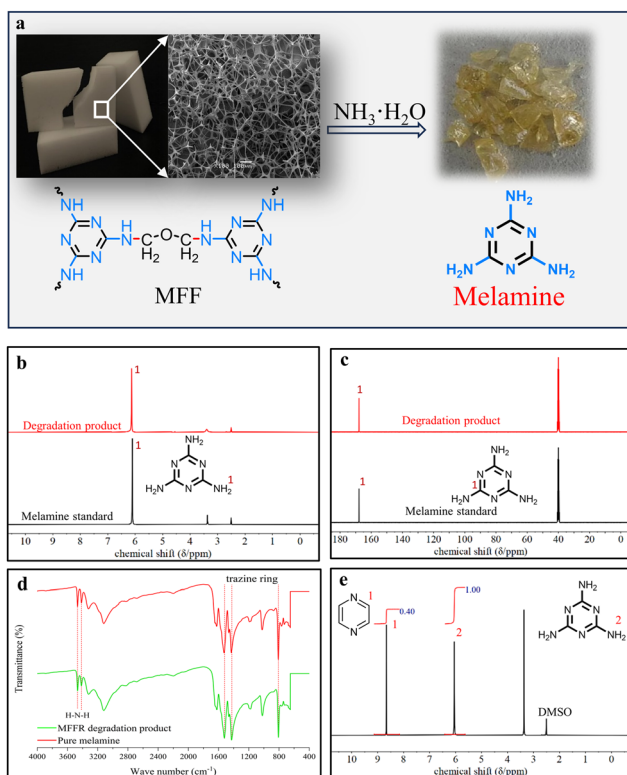 a
×100 100μm
NH₃·H₂O
NH NH
H H
N C O C NH
H₂ H₂
NH HN
MFF
NH₂
N N
H₂N N NH₂
Melamine
b
1
Degradation product
1
NH₂
N N 1
H₂N N NH₂
Melamine standard
10 9 8 7 6 5 4 3 2 1 0
chemical shift (δ/ppm)
c
1
Degradation product
NH₂
1 N N
1 H₂N N NH₂
Melamine standard
180 160 140 120 100 80 60 40 20 0
chemical shift (δ/ppm)
d
trazine ring
Transmittance (%)
H-N-H
MFFR degradation product
Pure melamine
4000 3600 3200 2800 2400 2000 1600 1200 800 400
Wave number (cm⁻¹)
e
N 1
N
0.40
1
1.00
2
NH₂
N N 2
H₂N N NH₂
DMSO
10 9 8 7 6 5 4 3 2 1 0
chemical shift (δ/ppm)